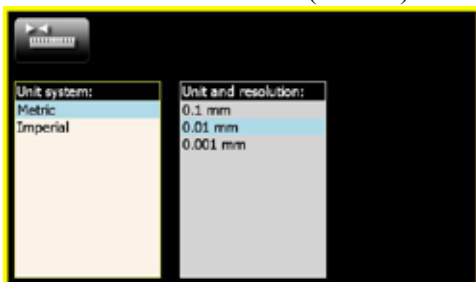 Unit system:
Metric
Imperial
Unit and resolution:
0.1 mm
0.01 mm
0.001 mm